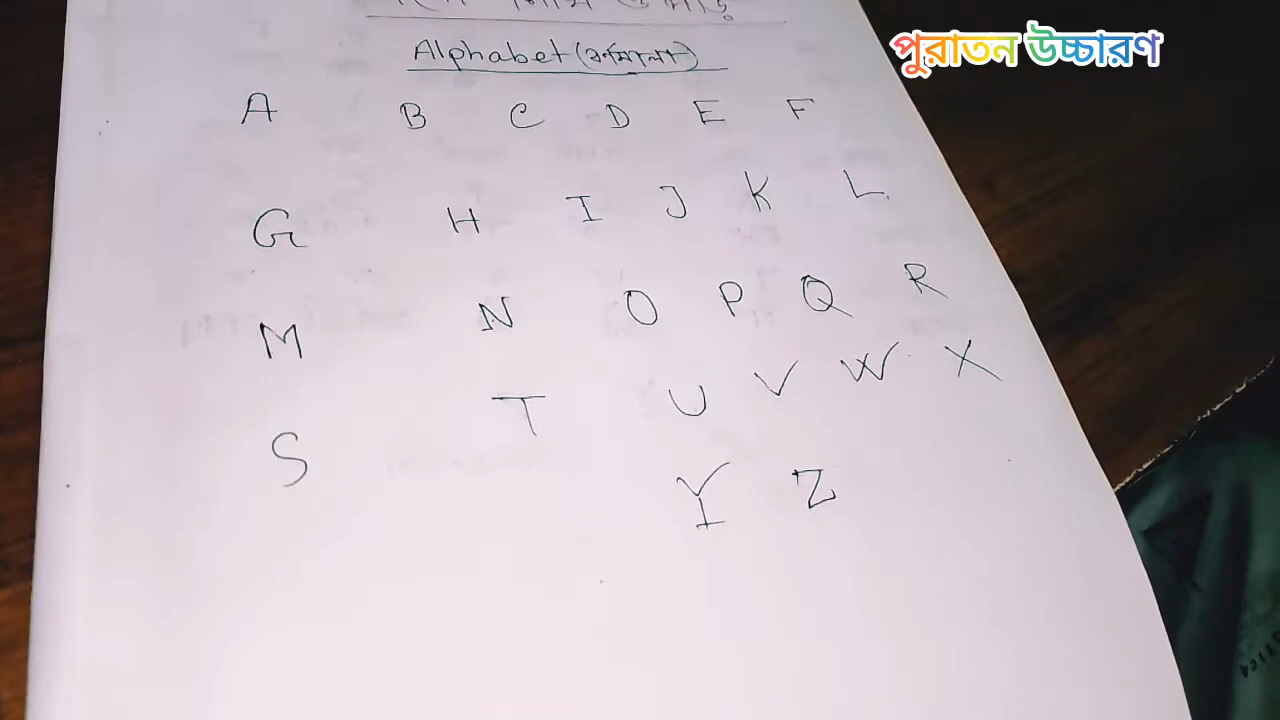 পুরাতন উচ্চারণ
Alphabet (বর্ণমালা)
A B C D E F
G H I J K L
M N O P Q R
S T U V W X
Y Z